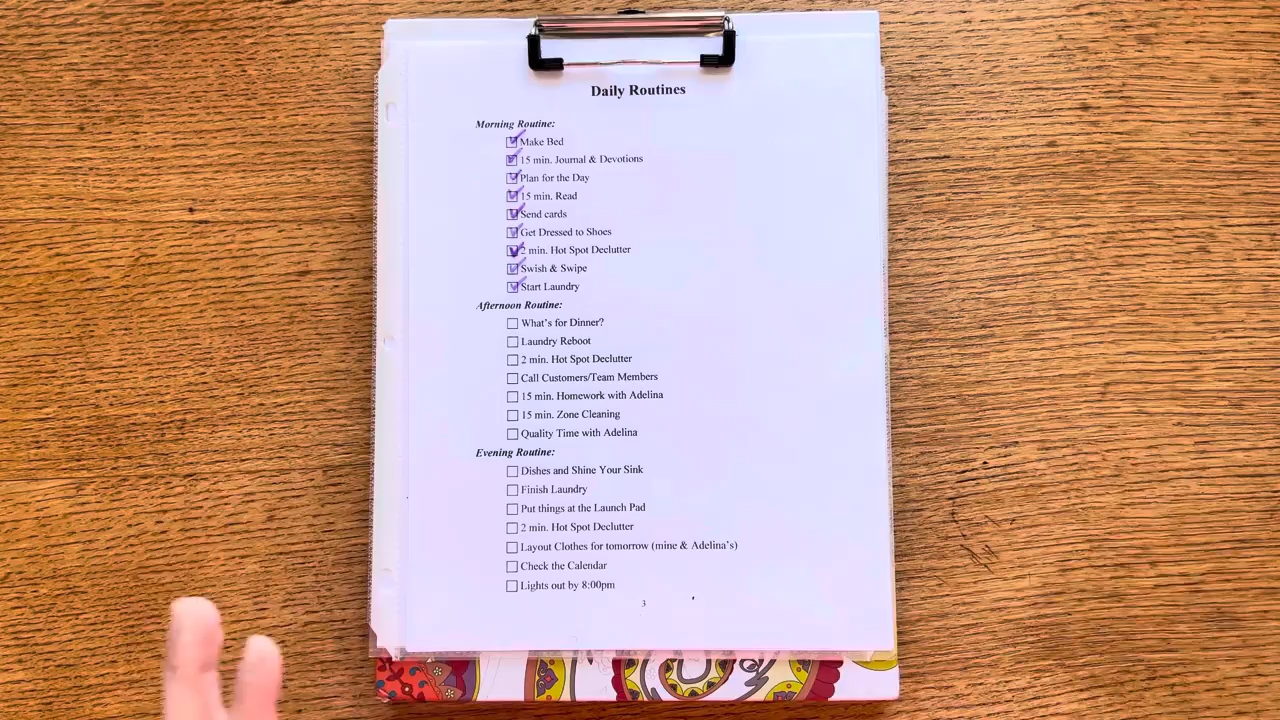 Daily Routines
Morning Routine:
Make Bed
15 min. Journal & Devotions
Plan for the Day
15 min. Read
Send cards
Get Dressed to Shoes
2 min. Hot Spot Declutter
Swish & Swipe
Start Laundry
Afternoon Routine:
What's for Dinner?
Laundry Reboot
2 min. Hot Spot Declutter
Call Customers/Team Members
15 min. Homework with Adelina
15 min. Zone Cleaning
Quality Time with Adelina
Evening Routine:
Dishes and Shine Your Sink
Finish Laundry
Put things at the Launch Pad
2 min. Hot Spot Declutter
Layout Clothes for tomorrow (mine & Adelina's)
Check the Calendar
Lights out by 8:00pm
3